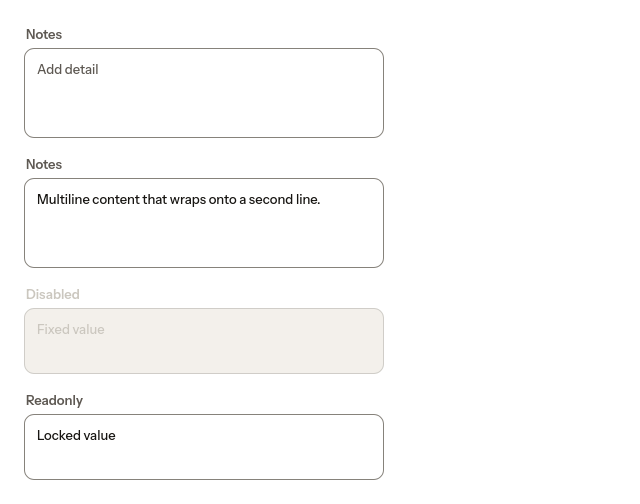 Notes
Add detail
Notes
Multiline content that wraps onto a second line.
Disabled
Fixed value
Readonly
Locked value